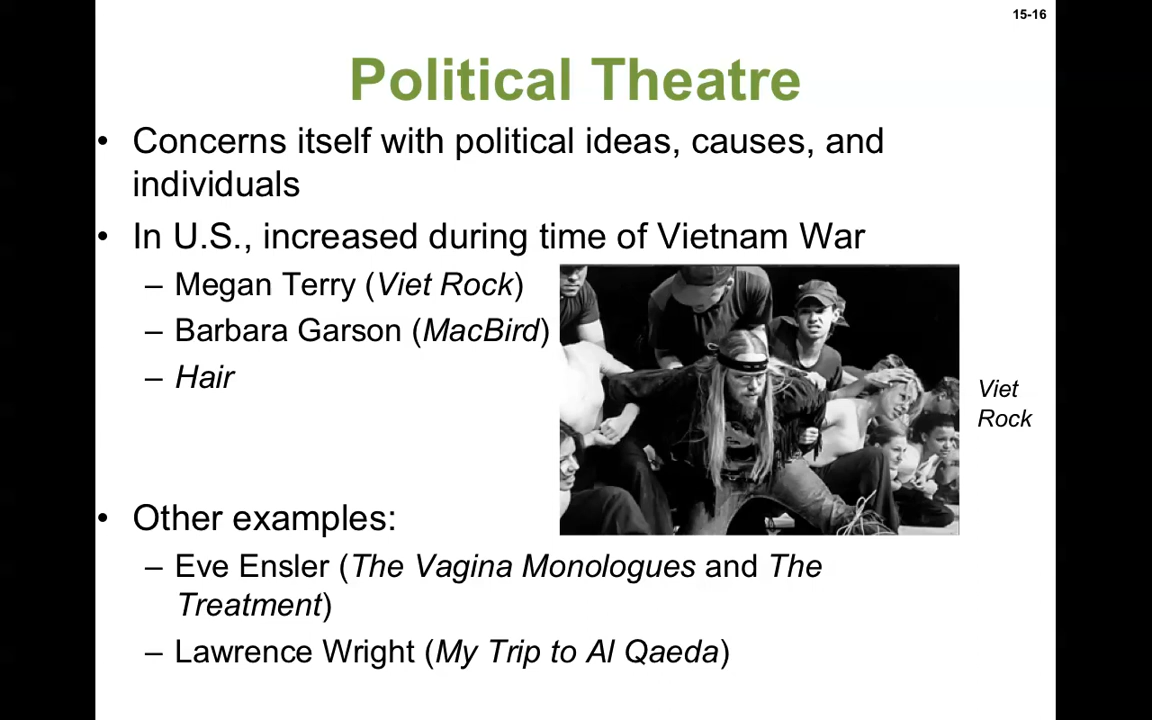 15-16
Political Theatre
• Concerns itself with political ideas, causes, and
individuals
• In U.S., increased during time of Vietnam War
– Megan Terry (Viet Rock)
– Barbara Garson (MacBird)
– Hair
Viet
Rock
• Other examples:
– Eve Ensler (The Vagina Monologues and The
Treatment)
– Lawrence Wright (My Trip to Al Qaeda)